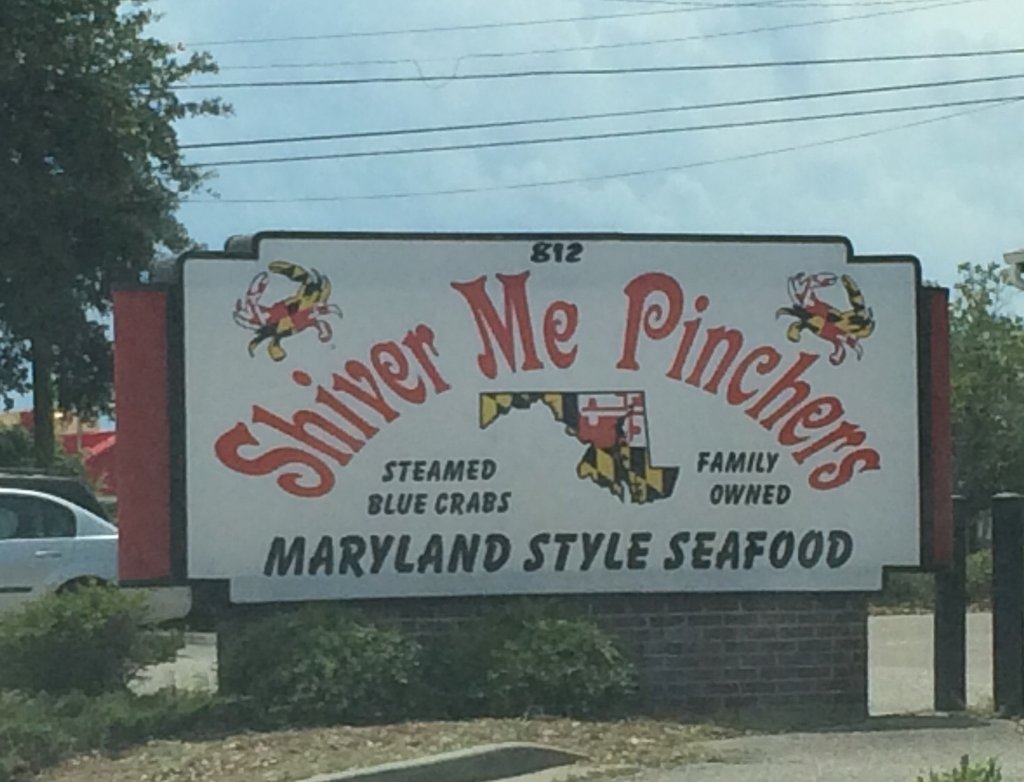 812
Shiver Me Pinchers
STEAMED
BLUE CRABS
FAMILY
OWNED
MARYLAND STYLE SEAFOOD